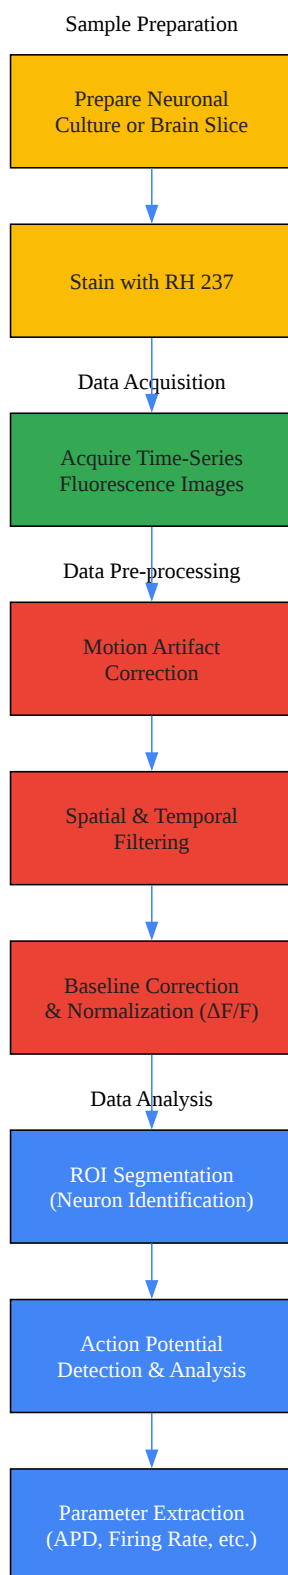 Sample Preparation
Prepare Neuronal
Culture or Brain Slice
Stain with RH 237
Data Acquisition
Acquire Time-Series
Fluorescence Images
Data Pre-processing
Motion Artifact
Correction
Spatial & Temporal
Filtering
Baseline Correction
& Normalization (ΔF/F)
Data Analysis
ROI Segmentation
(Neuron Identification)
Action Potential
Detection & Analysis
Parameter Extraction
(APD, Firing Rate, etc.)